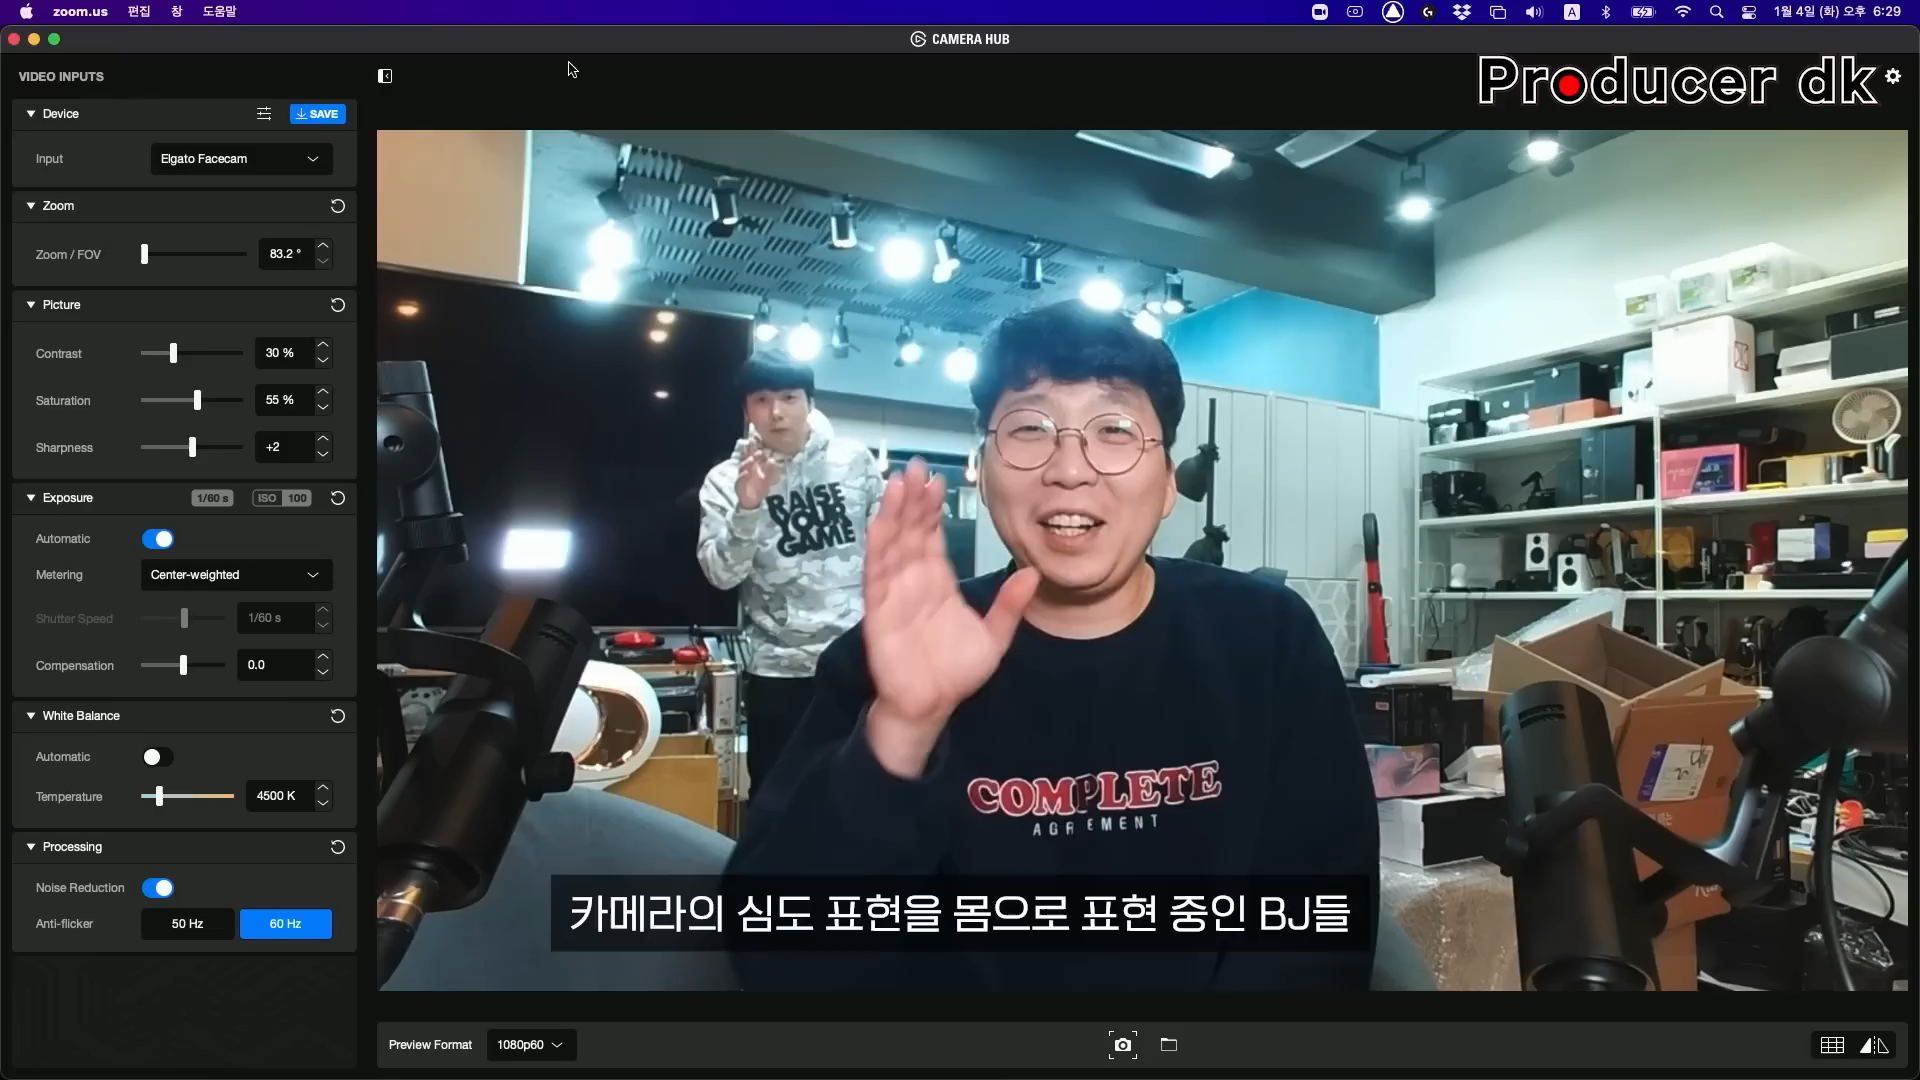 zoom.us 편집 창 도움말
A 1월 4일 (화) 오후 6:29
CAMERA HUB
VIDEO INPUTS
Producer dk
Device SAVE
Input Elgato Facecam
Zoom
Zoom / FOV 83.2 °
Picture
Contrast 30 %
Saturation 55 %
Sharpness +2
Exposure 1/60 s ISO 100
Automatic
Metering Center-weighted
Shutter Speed 1/60 s
Compensation 0.0
White Balance
Automatic
Temperature 4500 K
Processing
Noise Reduction
Anti-flicker 50 Hz 60 Hz
RAISE
YOUR
GAME
COMPLETE
AGREEMENT
카메라의 심도 표현을 몸으로 표현 중인 BJ들
Preview Format 1080p60